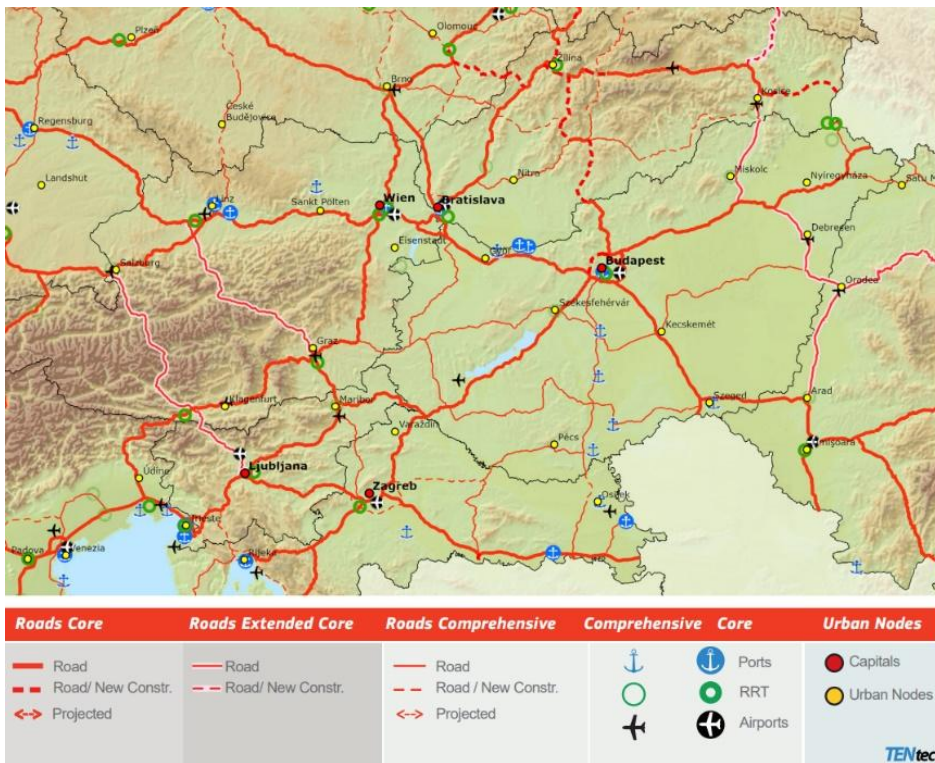 Plzeň
Olomouc
Žilina
Brno
Košice
Regensburg
České
Budějovice
Landshut
Nitra
Miskolc
Nyíregyháza
Satu M
Linz
Sankt Pölten
Wien
Bratislava
Eisenstadt
Debrecen
Salzburg
Budapest
Oradea
Székesfehérvár
Kecskemét
Graz
Klagenfurt
Maribor
Szeged
Arad
Varaždin
Pécs
Udine
Ljubljana
Zagreb
Osijek
Trieste
Padova
Venezia
Rijeka
Roads Core Roads Extended Core Roads Comprehensive Comprehensive Core Urban Nodes
Road Road Road Ports Capitals
Road/ New Constr. Road/ New Constr. Road / New Constr. RRT Urban Nodes
Projected Projected Airports
TENtec